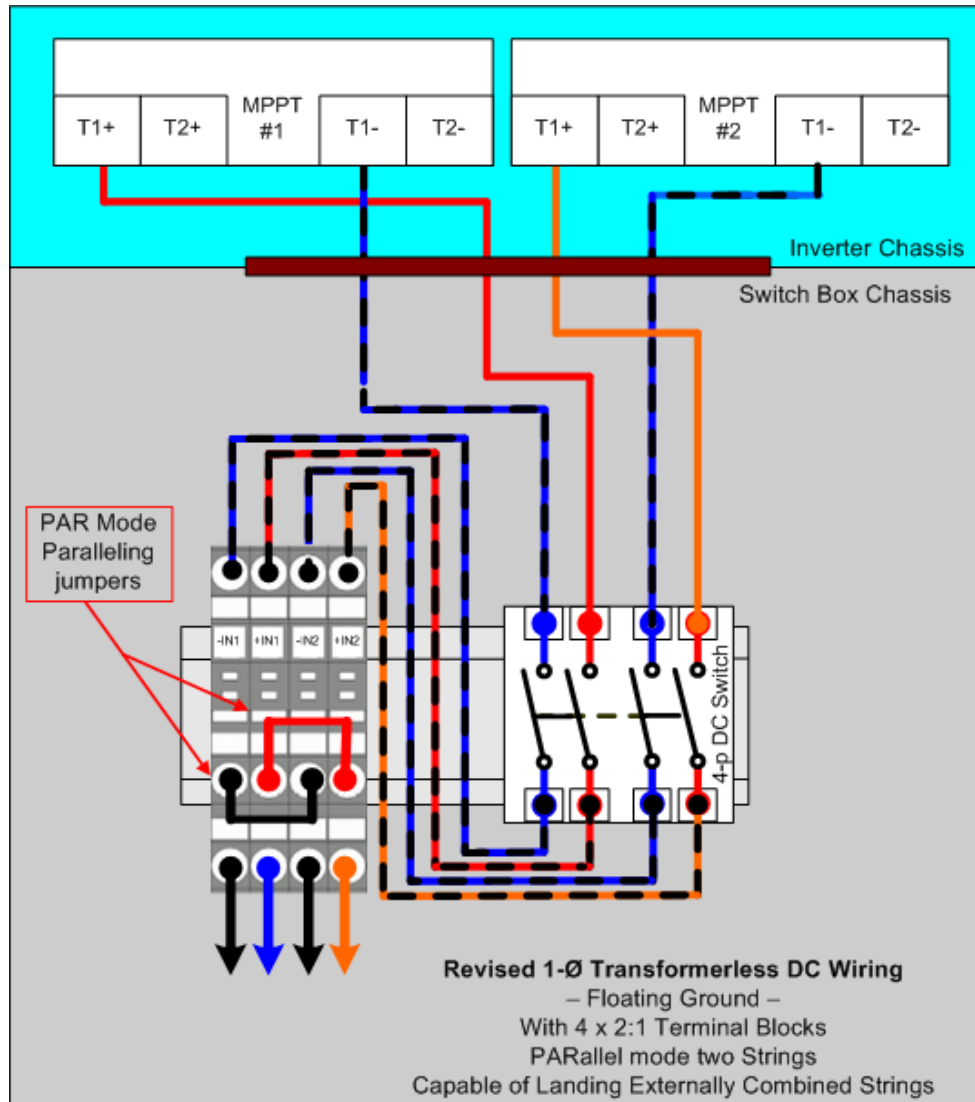 T1+
T2+
MPPT
#1
T1-
T2-
T1+
T2+
MPPT
#2
T1-
T2-
Inverter Chassis
Switch Box Chassis
PAR Mode
Paralleling
jumpers
-IN1
+IN1
-IN2
+IN2
4-p DC Switch
Revised 1-Ø Transformerless DC Wiring
– Floating Ground –
With 4 x 2:1 Terminal Blocks
PARallel mode two Strings
Capable of Landing Externally Combined Strings